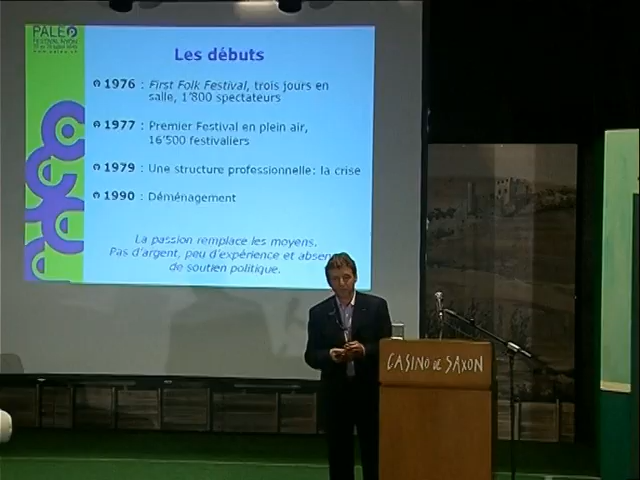 PALÉO
FESTIVAL NYON
Les débuts
1976 : First Folk Festival, trois jours en
salle, 1'800 spectateurs
1977 : Premier Festival en plein air,
16'500 festivaliers
1979 : Une structure professionnelle: la crise
1990 : Déménagement
La passion remplace les moyens.
Pas d'argent, peu d'expérience et absen
de soutien politique.
CASINO DE SAXON